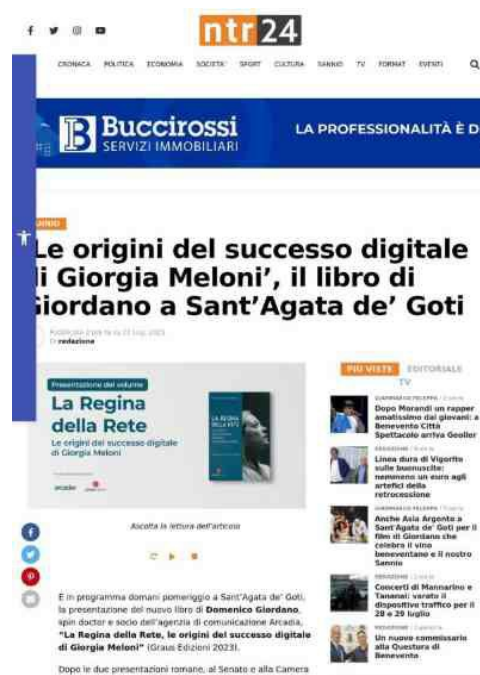 ntr24
CRONACA POLITICA ECONOMIA SOCIETA' SPORT CULTURA SANNIO TV FORMAT EVENTI
B Buccirossi
SERVIZI IMMOBILIARI
LA PROFESSIONALITÀ È D
Le origini del successo digitale
di Giorgia Meloni’, il libro di
Giordano a Sant’Agata de’ Goti
redazione
PIÙ VISTE EDITORIALE
TV
Presentazione del volume
La Regina
della Rete
Le origini del successo digitale
di Giorgia Meloni
arcadia
LA REGINA
DELLA RETE
Ascolta la lettura dell'articolo
È in programma domani pomeriggio a Sant’Agata de’ Goti,
la presentazione del nuovo libro di Domenico Giordano,
spin doctor e socio dell’agenzia di comunicazione Arcadia,
“La Regina della Rete, le origini del successo digitale
di Giorgia Meloni” (Graus Edizioni 2023).
Dopo le due presentazioni romane, al Senato e alla Camera
Dopo Morandi un rapper
amatissimo dai giovani: a
Benevento Città
Spettacolo arriva Geolier
Linea dura di Vigorito
sulle buonuscite:
nemmeno un euro agli
artefici della
retrocessione
Anche Asia Argento a
Sant'Agata de' Goti per il
film di Giordano che
celebra il vino
beneventano e il nostro
Sannio
Concerti di Mannarino e
Tananai: varato il
dispositivo traffico per il
28 e 29 luglio
Un nuovo commissario
alla Questura di
Benevento